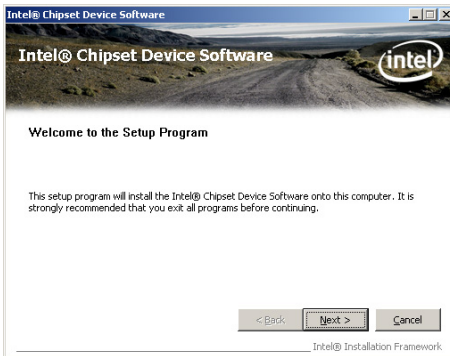 Intel® Chipset Device Software
Intel® Chipset Device Software
intel
Welcome to the Setup Program
This setup program will install the Intel® Chipset Device Software onto this computer. It is
strongly recommended that you exit all programs before continuing.
< Back Next > Cancel
Intel® Installation Framework